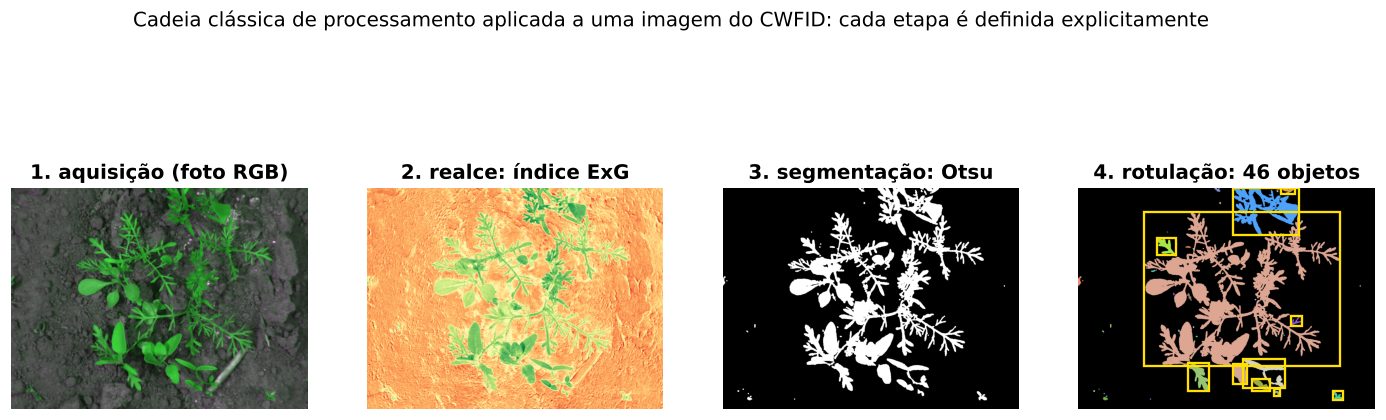 Cadeia clássica de processamento aplicada a uma imagem do CWFID: cada etapa é definida explicitamente
1. aquisição (foto RGB)
2. realce: índice ExG
3. segmentação: Otsu
4. rotulação: 46 objetos